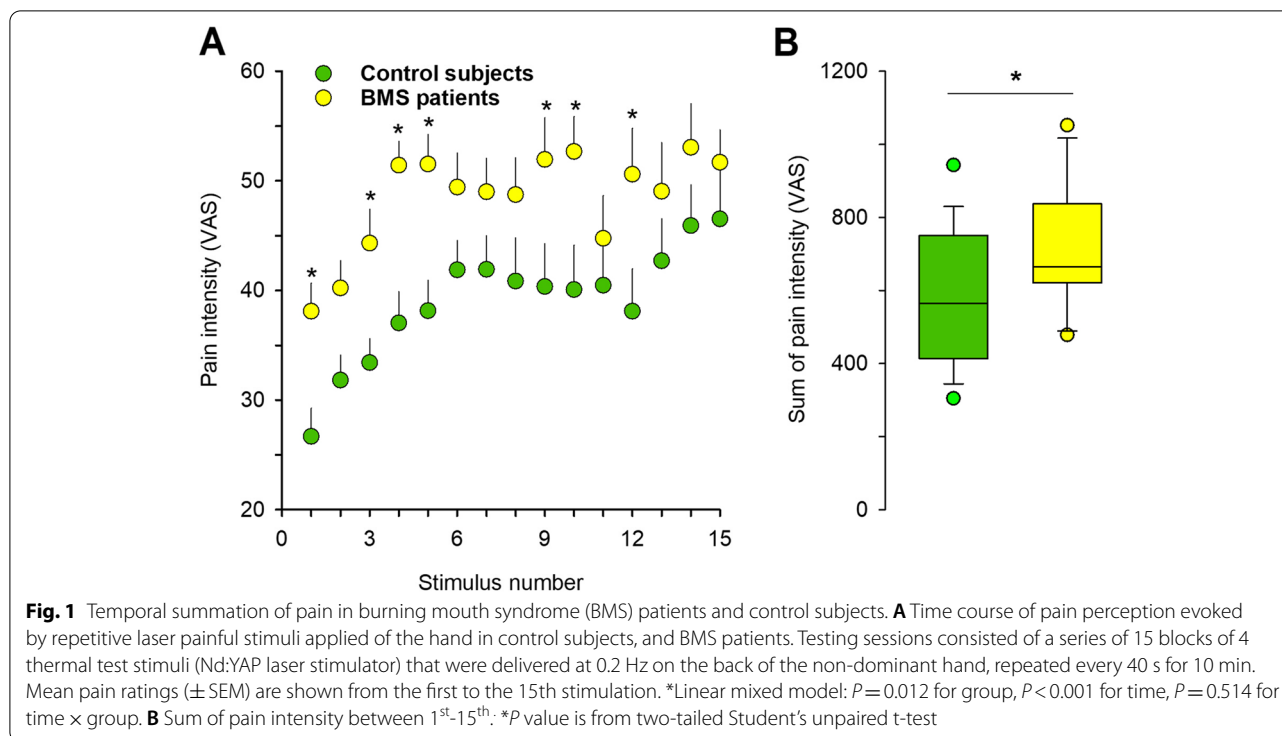 A
B
Control subjects
BMS patients
60
50
40
30
20
Pain intensity (VAS)
* * * * * * *
0 3 6 9 12 15
Stimulus number
1200
800
400
0
Sum of pain intensity (VAS)
*
Fig. 1 Temporal summation of pain in burning mouth syndrome (BMS) patients and control subjects. A Time course of pain perception evoked
by repetitive laser painful stimuli applied of the hand in control subjects, and BMS patients. Testing sessions consisted of a series of 15 blocks of 4
thermal test stimuli (Nd:YAP laser stimulator) that were delivered at 0.2 Hz on the back of the non-dominant hand, repeated every 40 s for 10 min.
Mean pain ratings (± SEM) are shown from the first to the 15th stimulation. *Linear mixed model: P = 0.012 for group, P < 0.001 for time, P = 0.514 for
time × group. B Sum of pain intensity between 1st-15th.: *P value is from two-tailed Student's unpaired t-test